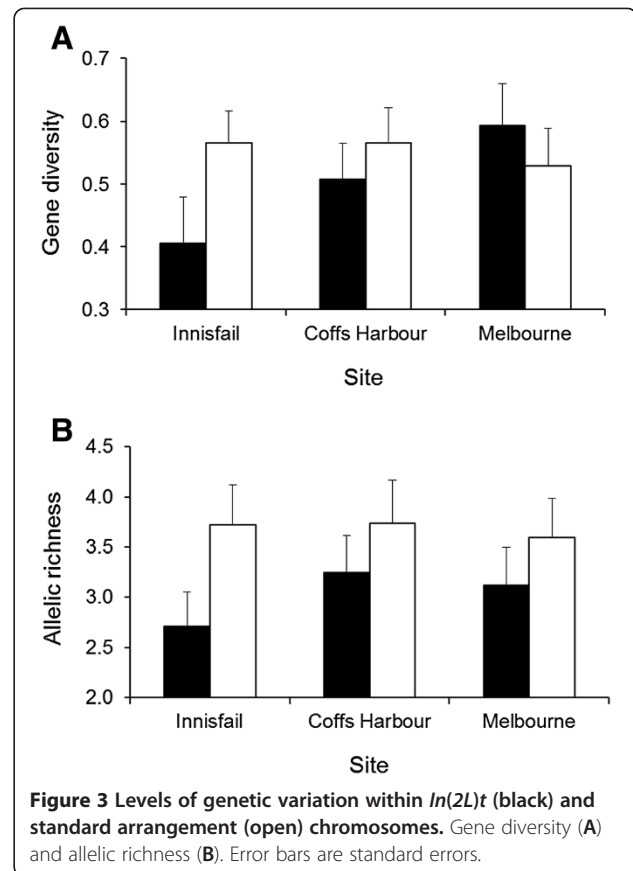 A
0.7
0.6
0.5
0.4
0.3
Gene diversity
Innisfail
Coffs Harbour
Melbourne
Site
B
4.5
4.0
3.5
3.0
2.5
2.0
Allelic richness
Innisfail
Coffs Harbour
Melbourne
Site
Figure 3 Levels of genetic variation within In(2L)t (black) and
standard arrangement (open) chromosomes. Gene diversity (A)
and allelic richness (B). Error bars are standard errors.